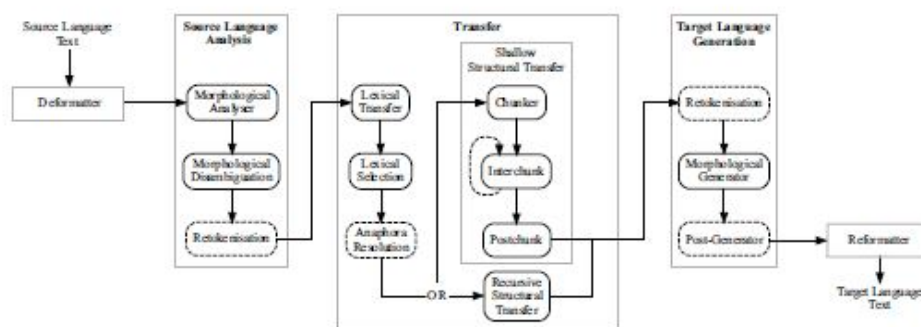 Source Language
Text
Deformatter
Source Language
Analysis
Morphological
Analyser
Morphological
Disambiguation
Retokenisation
Transfer
Lexical
Transfer
Lexical
Selection
Anaphora
Resolution
OR
Shallow
Structural Transfer
Chunker
Interchunk
Postchunk
Recursive
Structural
Transfer
Target Language
Generation
Retokenisation
Morphological
Generator
Post-Generator
Reformatter
Target Language
Text